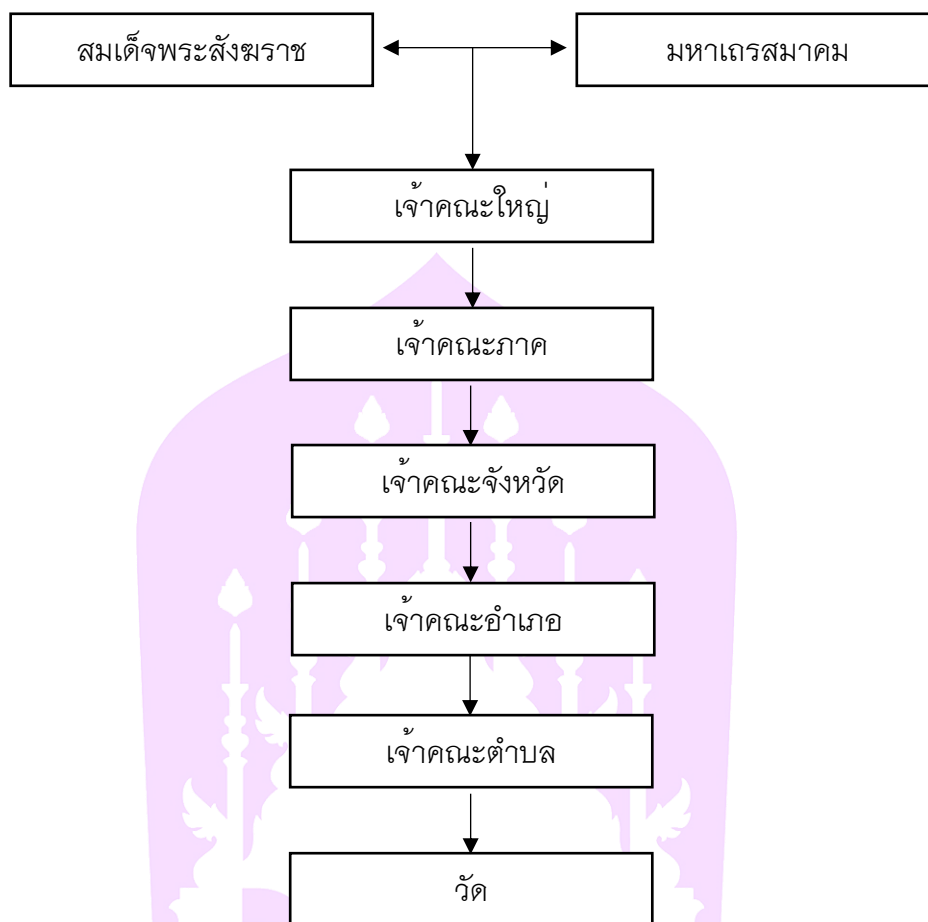 สมเด็จพระสังฆราช
มหาเถรสมาคม
เจ้าคณะใหญ่
เจ้าคณะภาค
เจ้าคณะจังหวัด
เจ้าคณะอำเภอ
เจ้าคณะตำบล
วัด